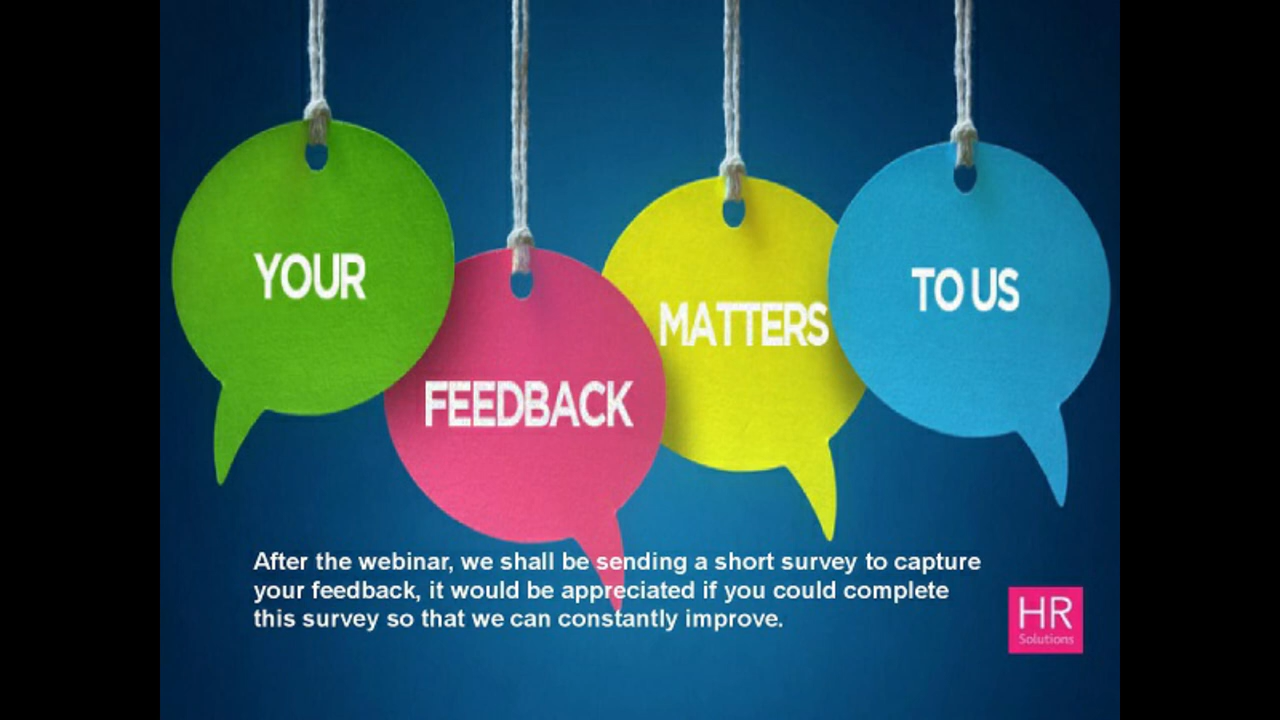 YOUR
FEEDBACK
MATTERS
TO US
After the webinar, we shall be sending a short survey to capture
your feedback, it would be appreciated if you could complete
this survey so that we can constantly improve.
HR
Solutions